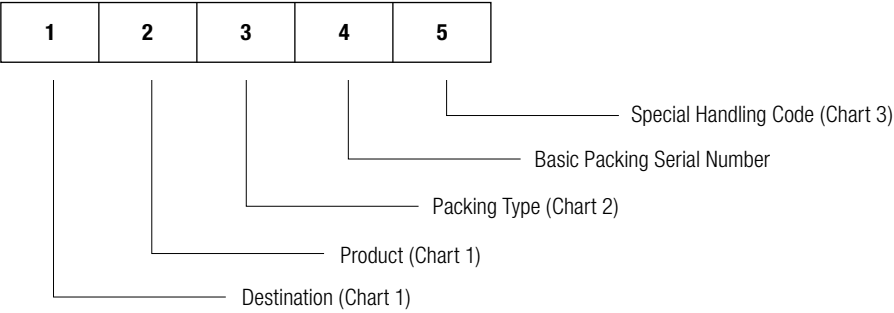 1 2 3 4 5
Special Handling Code (Chart 3)
Basic Packing Serial Number
Packing Type (Chart 2)
Product (Chart 1)
Destination (Chart 1)